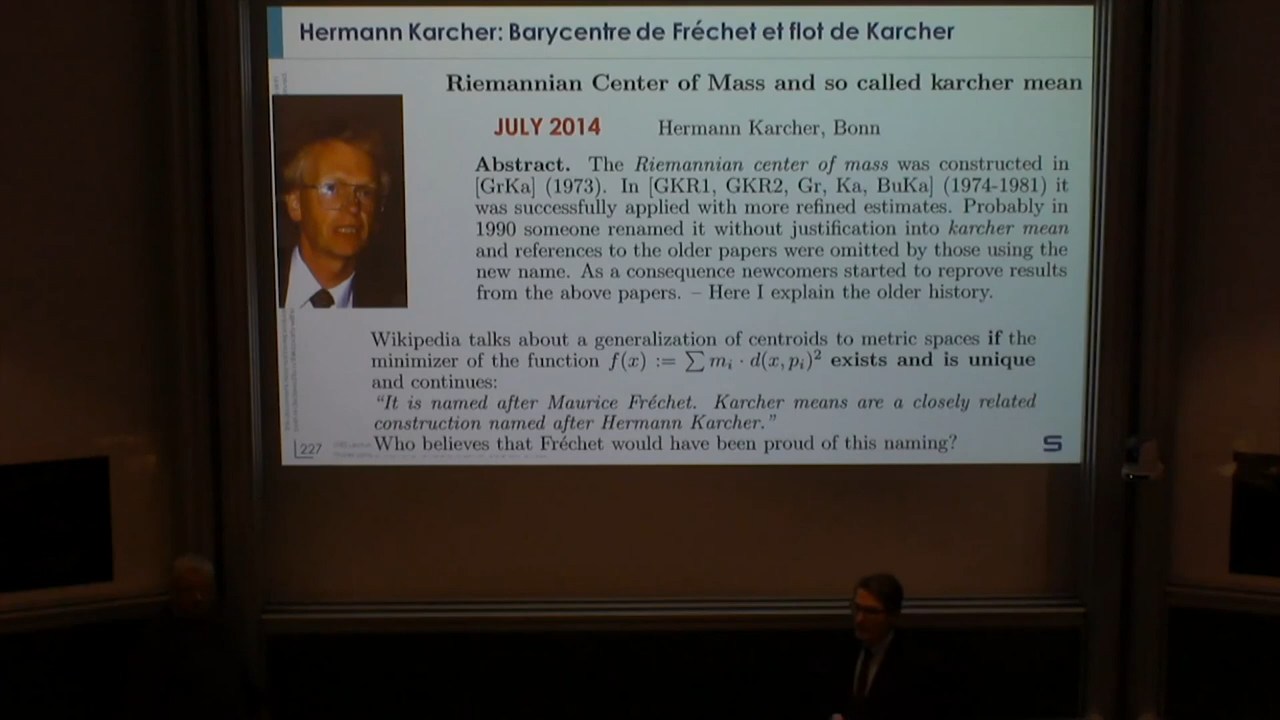 Hermann Karcher: Barycentre de Fréchet et flot de Karcher
Riemannian Center of Mass and so called karcher mean
JULY 2014 Hermann Karcher, Bonn
Abstract. The Riemannian center of mass was constructed in
[GrKa] (1973). In [GKR1, GKR2, Gr, Ka, BuKa] (1974-1981) it
was successfully applied with more refined estimates. Probably in
1990 someone renamed it without justification into karcher mean
and references to the older papers were omitted by those using the
new name. As a consequence newcomers started to reprove results
from the above papers. – Here I explain the older history.
Wikipedia talks about a generalization of centroids to metric spaces if the
minimizer of the function f(x) := ∑ mᵢ · d(x, pᵢ)² exists and is unique
and continues:
“It is named after Maurice Fréchet. Karcher means are a closely related
construction named after Hermann Karcher.”
Who believes that Fréchet would have been proud of this naming?
227